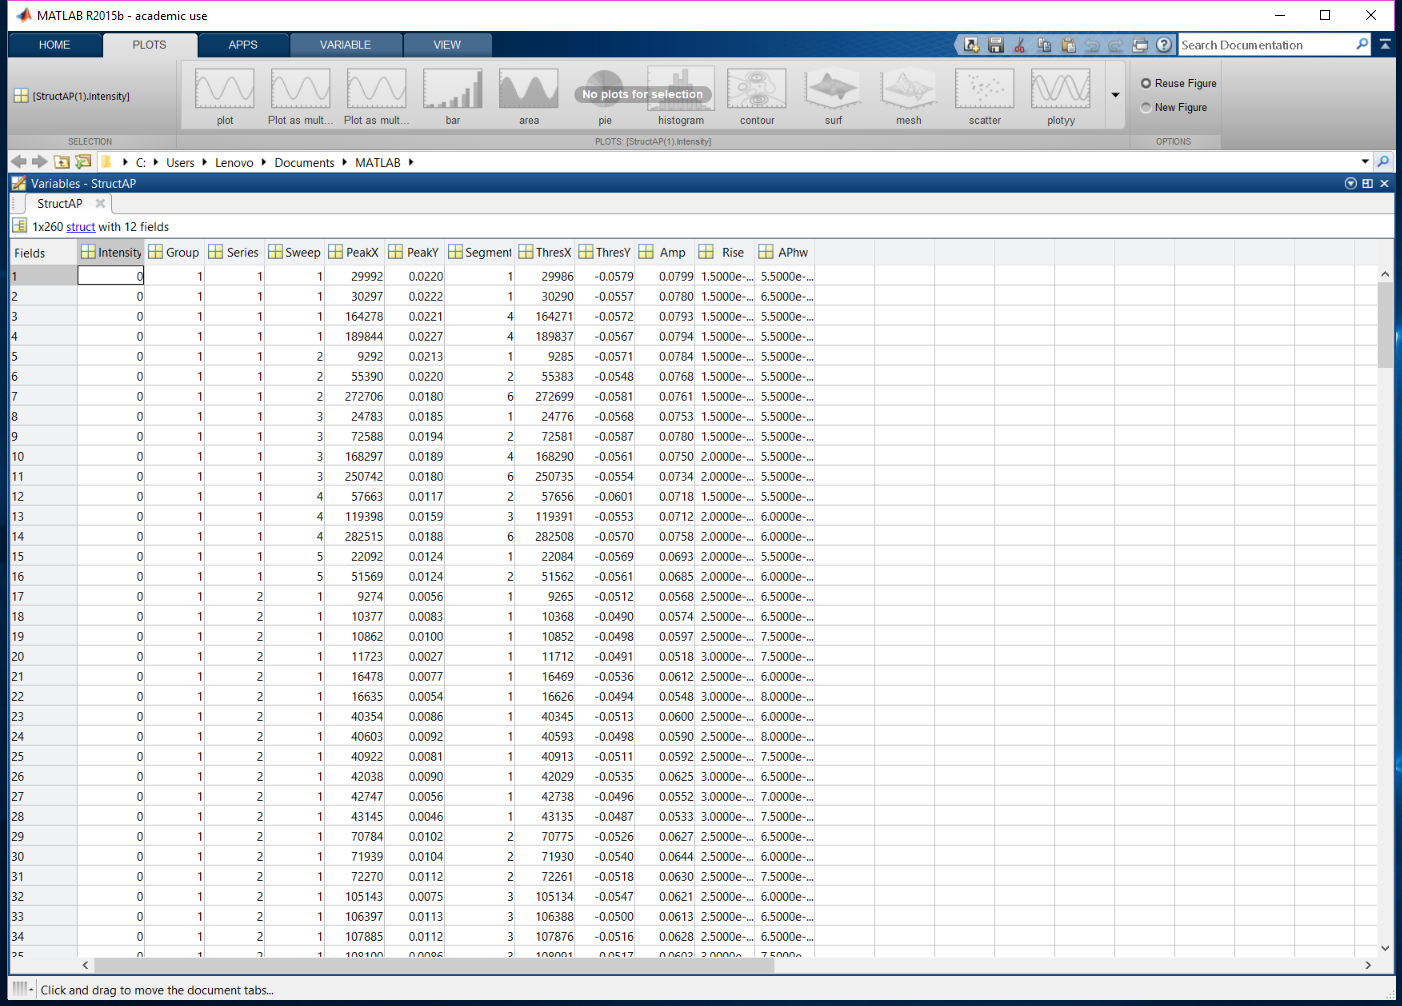 MATLAB R2015b - academic use
HOME PLOTS APPS VARIABLE VIEW Search Documentation
[StructAP(1).Intensity]
No plots for selection
plot Plot as mult... Plot as mult... bar area pie histogram contour surf mesh scatter plotyy
Reuse Figure
New Figure
SELECTION PLOTS: [StructAP(1).Intensity] OPTIONS
C: Users Lenovo Documents MATLAB
Variables - StructAP
StructAP
1x260 struct with 12 fields
Fields Intensity Group Series Sweep PeakX PeakY Segment ThresX ThresY Amp Rise APhw
1 0 1 1 1 29992 0.0220 1 29986 -0.0579 0.0799 1.5000e-... 5.5000e-...
2 0 1 1 1 30297 0.0222 1 30290 -0.0557 0.0780 1.5000e-... 6.5000e-...
3 0 1 1 1 164278 0.0221 4 164271 -0.0572 0.0793 1.5000e-... 5.5000e-...
4 0 1 1 1 189844 0.0227 4 189837 -0.0567 0.0794 1.5000e-... 5.5000e-...
5 0 1 1 2 9292 0.0213 1 9285 -0.0571 0.0784 1.5000e-... 5.5000e-...
6 0 1 1 2 55390 0.0220 2 55383 -0.0548 0.0768 1.5000e-... 5.5000e-...
7 0 1 1 2 272706 0.0180 6 272699 -0.0581 0.0761 1.5000e-... 5.5000e-...
8 0 1 1 3 24783 0.0185 1 24776 -0.0568 0.0753 1.5000e-... 5.5000e-...
9 0 1 1 3 72588 0.0194 2 72581 -0.0587 0.0780 1.5000e-... 5.5000e-...
10 0 1 1 3 168297 0.0189 4 168290 -0.0561 0.0750 2.0000e-... 5.5000e-...
11 0 1 1 3 250742 0.0180 6 250735 -0.0554 0.0734 2.0000e-... 5.5000e-...
12 0 1 1 4 57663 0.0117 2 57656 -0.0601 0.0718 1.5000e-... 5.5000e-...
13 0 1 1 4 119398 0.0159 3 119391 -0.0553 0.0712 2.0000e-... 6.0000e-...
14 0 1 1 4 282515 0.0188 6 282508 -0.0570 0.0758 2.0000e-... 6.0000e-...
15 0 1 1 5 22092 0.0124 1 22084 -0.0569 0.0693 2.0000e-... 5.5000e-...
16 0 1 1 5 51569 0.0124 2 51562 -0.0561 0.0685 2.0000e-... 6.0000e-...
17 0 1 2 1 9274 0.0056 1 9265 -0.0512 0.0568 2.5000e-... 6.5000e-...
18 0 1 2 1 10377 0.0083 1 10368 -0.0490 0.0574 2.5000e-... 6.5000e-...
19 0 1 2 1 10862 0.0100 1 10852 -0.0498 0.0597 2.5000e-... 7.5000e-...
20 0 1 2 1 11723 0.0027 1 11712 -0.0491 0.0518 3.0000e-... 7.5000e-...
21 0 1 2 1 16478 0.0077 1 16469 -0.0536 0.0612 2.5000e-... 6.0000e-...
22 0 1 2 1 16635 0.0054 1 16626 -0.0494 0.0548 3.0000e-... 8.0000e-...
23 0 1 2 1 40354 0.0086 1 40345 -0.0513 0.0600 2.5000e-... 6.0000e-...
24 0 1 2 1 40603 0.0092 1 40593 -0.0498 0.0590 2.5000e-... 8.0000e-...
25 0 1 2 1 40922 0.0081 1 40913 -0.0511 0.0592 2.5000e-... 7.5000e-...
26 0 1 2 1 42038 0.0090 1 42029 -0.0535 0.0625 3.0000e-... 6.5000e-...
27 0 1 2 1 42747 0.0056 1 42738 -0.0496 0.0552 3.0000e-... 7.0000e-...
28 0 1 2 1 43145 0.0046 1 43135 -0.0487 0.0533 3.0000e-... 7.5000e-...
29 0 1 2 1 70784 0.0102 2 70775 -0.0526 0.0627 2.5000e-... 6.5000e-...
30 0 1 2 1 71939 0.0104 2 71930 -0.0540 0.0644 2.5000e-... 6.0000e-...
31 0 1 2 1 72270 0.0112 2 72261 -0.0518 0.0630 2.5000e-... 7.5000e-...
32 0 1 2 1 105143 0.0075 3 105134 -0.0547 0.0621 2.5000e-... 6.0000e-...
33 0 1 2 1 106397 0.0113 3 106388 -0.0500 0.0613 2.5000e-... 6.5000e-...
34 0 1 2 1 107885 0.0112 3 107876 -0.0516 0.0628 2.5000e-... 6.5000e-...
35 0 1 2 1 108100 0.0086 3 108091 -0.0517 0.0603 3.0000e-... 7.5000e-...
Click and drag to move the document tabs...